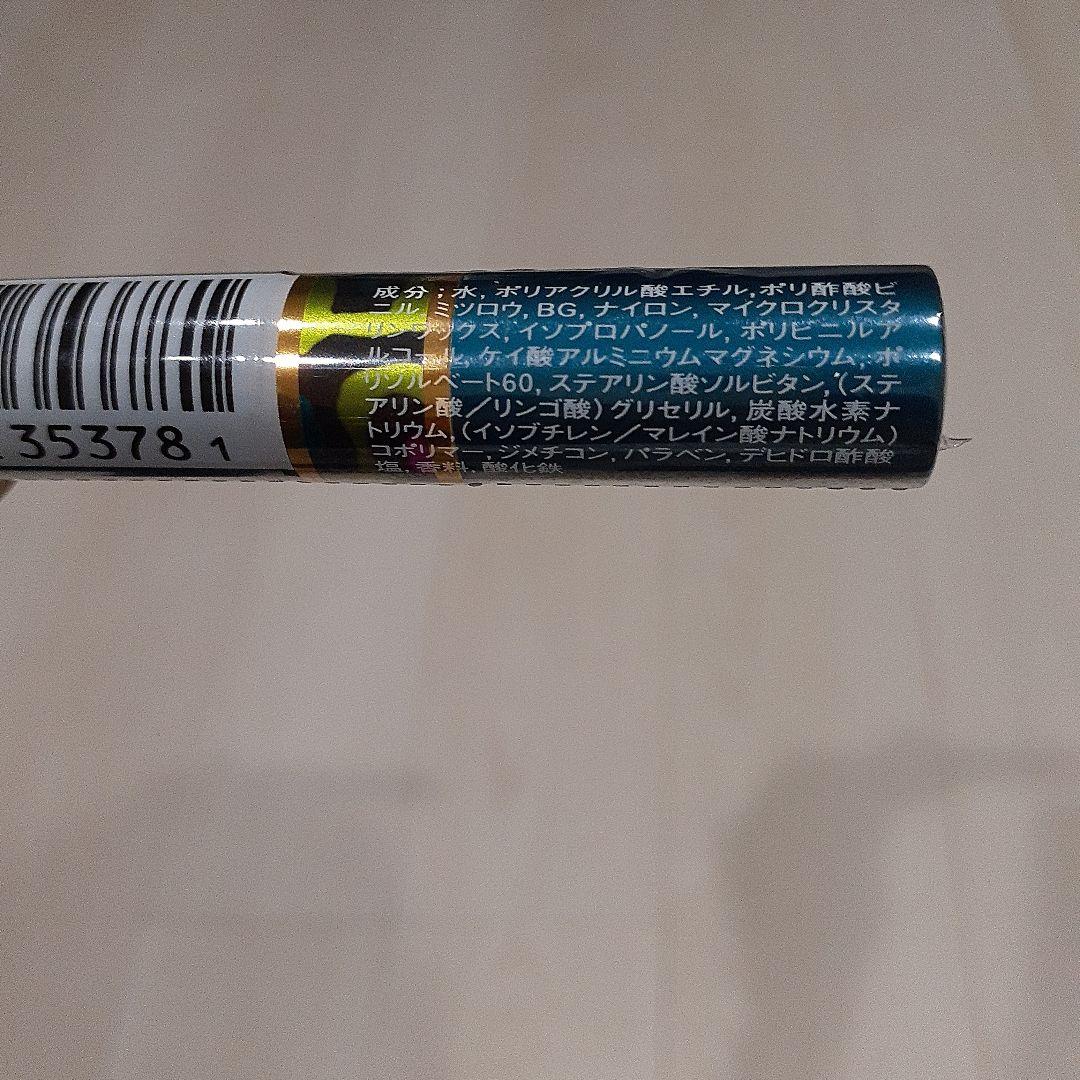 成分;水,ポリアクリル酸エチル,ポリ酢酸ビ
ニル,ミツロウ,BG,ナイロン,マイクロクリスタ
リンワックス,イソプロパノール,ポリビニルア
ルコール,ケイ酸アルミニウムマグネシウム,ポ
リソルベート60,ステアリン酸ソルビタン,(ステ
アリン酸/リンゴ酸)グリセリル,炭酸水素ナ
トリウム,(イソブチレン/マレイン酸ナトリウム)
コポリマー,ジメチコン,パラベン,デヒドロ酢酸
塩,香料,酸化鉄
353781